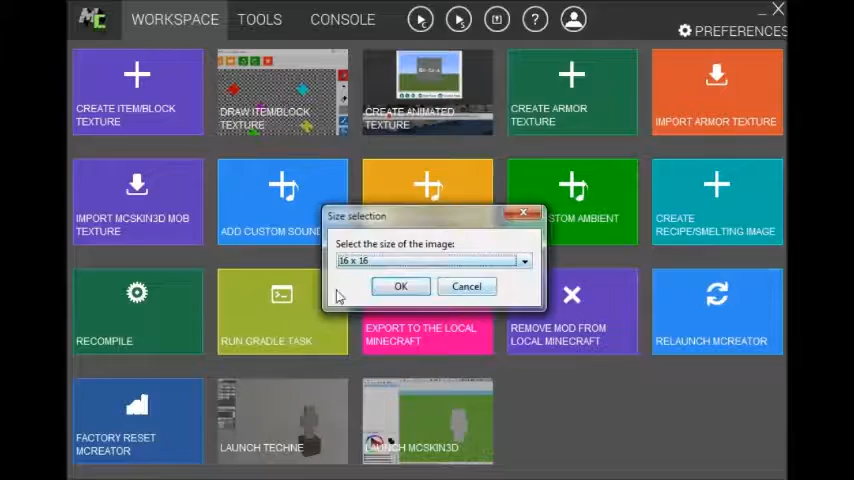 WORKSPACE TOOLS CONSOLE
PREFERENCES
CREATE ITEM/BLOCK
TEXTURE
DRAW ITEM/BLOCK
TEXTURE
CREATE ANIMATED
TEXTURE
CREATE ARMOR
TEXTURE
IMPORT ARMOR TEXTURE
IMPORT MCSKIN3D MOB
TEXTURE
ADD CUSTOM SOUN
STOM AMBIENT
CREATE
RECIPE/SMELTING IMAGE
Size selection
Select the size of the image:
16 x 16
OK Cancel
RECOMPILE
RUN GRADLE TASK
EXPORT TO THE LOCAL
MINECRAFT
REMOVE MOD FROM
LOCAL MINECRAFT
RELAUNCH MCREATOR
FACTORY RESET
MCREATOR
LAUNCH TECHNE
LAUNCH MCSKIN3D